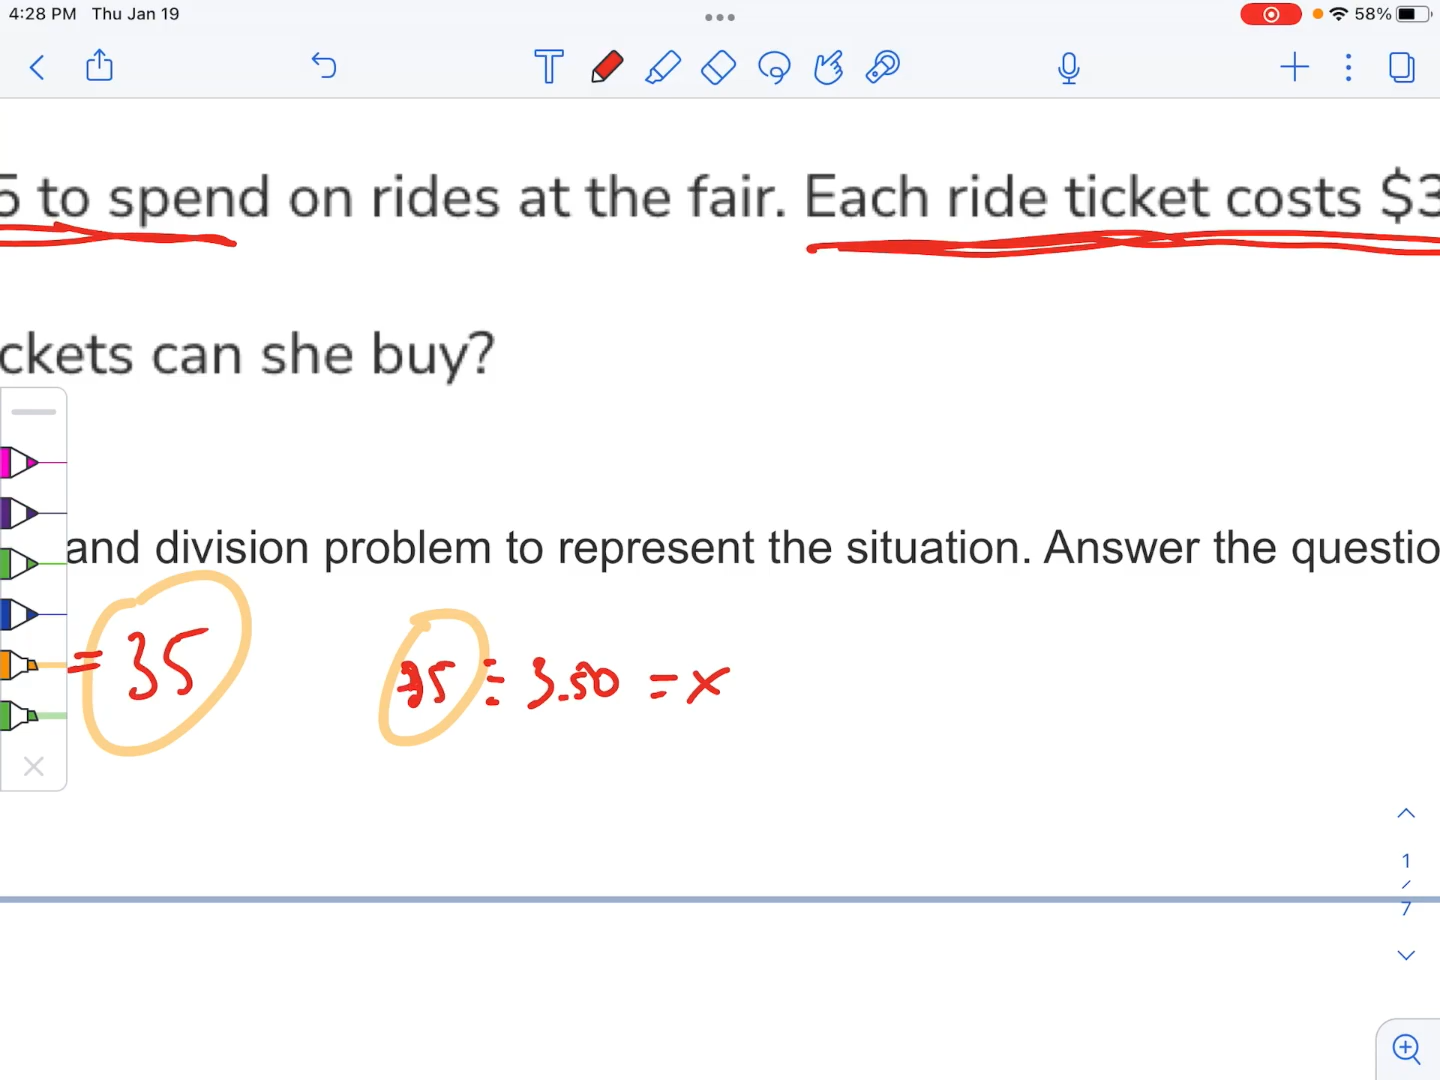 4:28 PM Thu Jan 19
58%
5 to spend on rides at the fair. Each ride ticket costs $3
ckets can she buy?
and division problem to represent the situation. Answer the questio
= 35
35 ÷ 3.50 = x
1
/
7